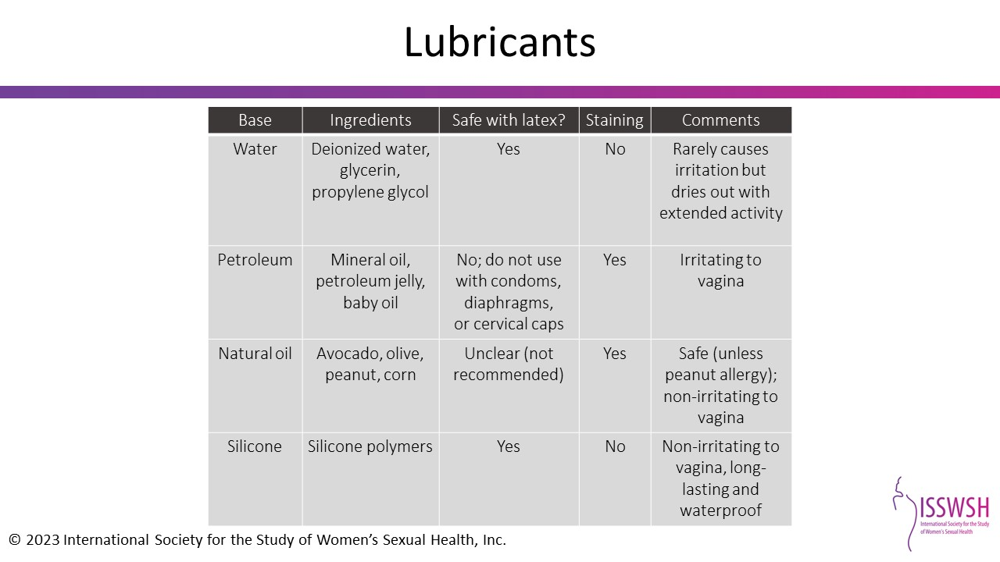 Lubricants
Base Ingredients Safe with latex? Staining Comments
Water
Deionized water,
glycerin,
propylene glycol
Yes
No
Rarely causes
irritation but
dries out with
extended activity
Petroleum
Mineral oil,
petroleum jelly,
baby oil
No; do not use
with condoms,
diaphragms,
or cervical caps
Yes
Irritating to
vagina
Natural oil
Avocado, olive,
peanut, corn
Unclear (not
recommended)
Yes
Safe (unless
peanut allergy);
non-irritating to
vagina
Silicone
Silicone polymers
Yes
No
Non-irritating to
vagina, long-
lasting and
waterproof
ISSWSH
International Society for the Study
of Women's Sexual Health
© 2023 International Society for the Study of Women’s Sexual Health, Inc.